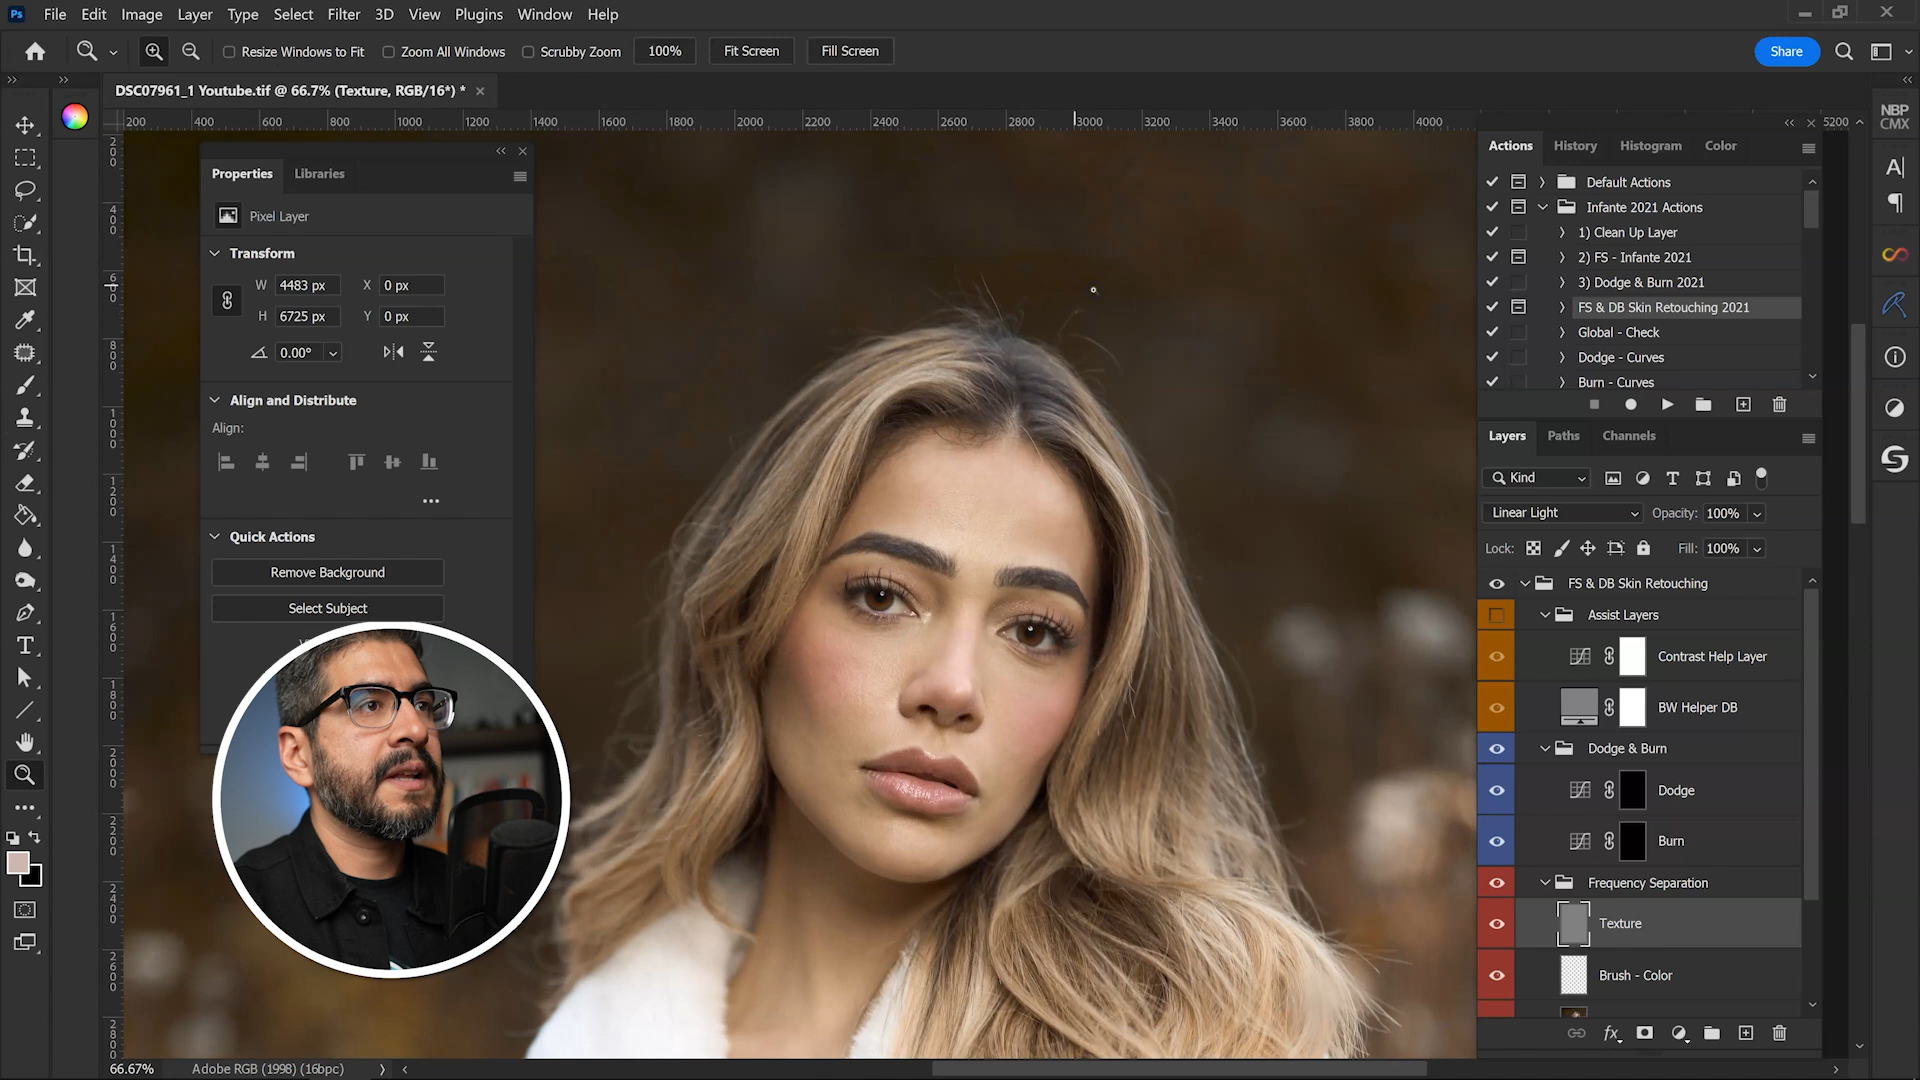 Ps File Edit Image Layer Type Select Filter 3D View Plugins Window Help
Resize Windows to Fit Zoom All Windows Scrubby Zoom 100% Fit Screen Fill Screen Share
DSC07961_1 Youtube.tif @ 66.7% (Texture, RGB/16*) * ×
200 400 600 800 1000 1200 1400 1600 1800 2000 2200 2400 2600 2800 3000 3200 3400 3600 3800 4000 5200
Properties Libraries
Pixel Layer
Transform
W 4483 px X 0 px
H 6725 px Y 0 px
0.00°
Align and Distribute
Align:
Quick Actions
Remove Background
Select Subject
Actions History Histogram Color
Default Actions
Infante 2021 Actions
1) Clean Up Layer
2) FS - Infante 2021
3) Dodge & Burn 2021
FS & DB Skin Retouching 2021
Global - Check
Dodge - Curves
Burn - Curves
NBP
CMX
Layers Paths Channels
Kind
Linear Light Opacity: 100%
Lock: Fill: 100%
FS & DB Skin Retouching
Assist Layers
Contrast Help Layer
BW Helper DB
Dodge & Burn
Dodge
Burn
Frequency Separation
Texture
Brush - Color
66.67% Adobe RGB (1998) (16bpc)